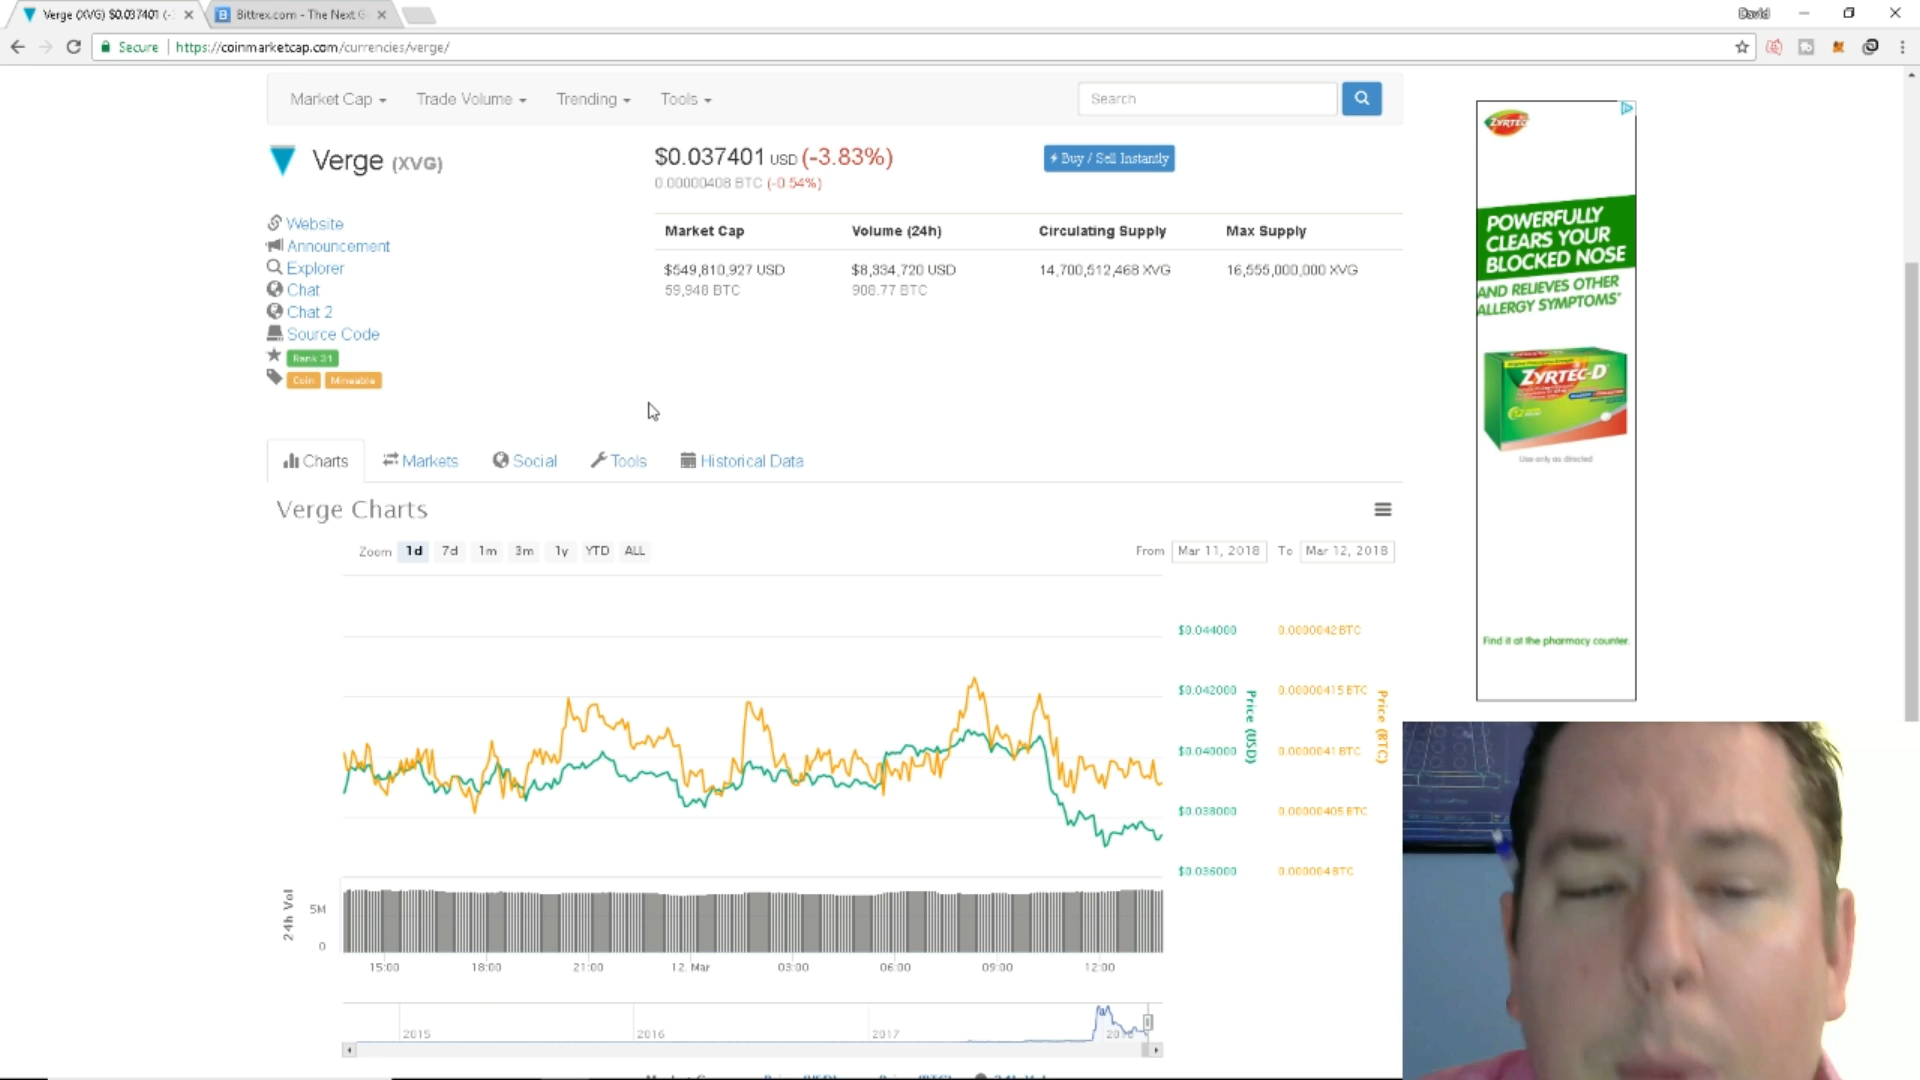 Verge (XVG) $0.037401 (-
Bittrex.com - The Next G
David
Secure
https://coinmarketcap.com/currencies/verge/
Market Cap
Trade Volume
Trending
Tools
Search
Verge (XVG)
$0.037401 USD (-3.83%)
0.00000408 BTC (-0.54%)
Buy / Sell Instantly
Website
Announcement
Explorer
Chat
Chat 2
Source Code
Rank 31
Coin
Mineable
Market Cap
Volume (24h)
Circulating Supply
Max Supply
$549,810,927 USD
$8,334,720 USD
14,700,512,468 XVG
16,555,000,000 XVG
59,948 BTC
908.77 BTC
Charts
Markets
Social
Tools
Historical Data
Verge Charts
Zoom 1d 7d 1m 3m 1y YTD ALL
From Mar 11, 2018 To Mar 12, 2018
$0.044000 0.0000042 BTC
$0.042000 0.00000415 BTC
$0.040000 0.0000041 BTC
$0.038000 0.00000405 BTC
$0.036000 0.000004 BTC
Price (USD)
Price (BTC)
24h Vol
5M
0
15:00 18:00 21:00 12. Mar 03:00 06:00 09:00 12:00
2015 2016 2017
ZYRTEC
POWERFULLY
CLEARS YOUR
BLOCKED NOSE
AND RELIEVES OTHER
ALLERGY SYMPTOMS*
ZYRTEC-D
12
Use only as directed
Find it at the pharmacy counter.